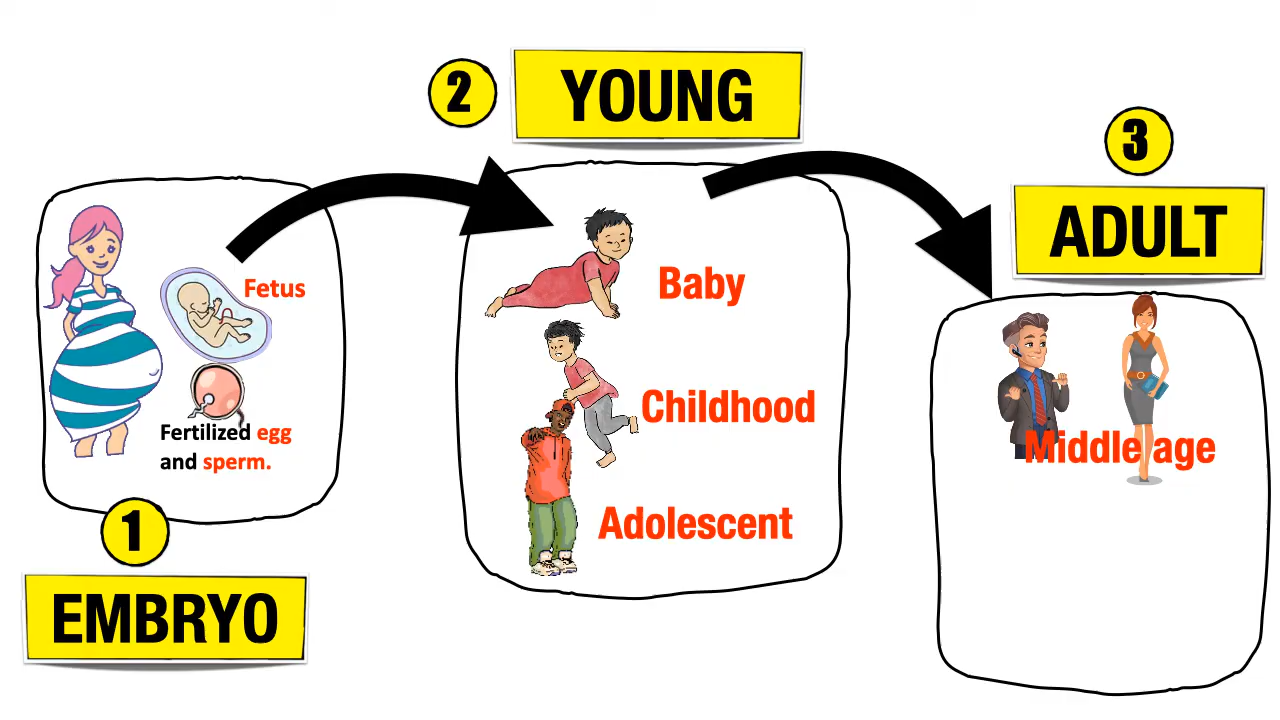 1
EMBRYO
Fetus
Fertilized egg
and sperm.
2
YOUNG
Baby
Childhood
Adolescent
3
ADULT
Middle age